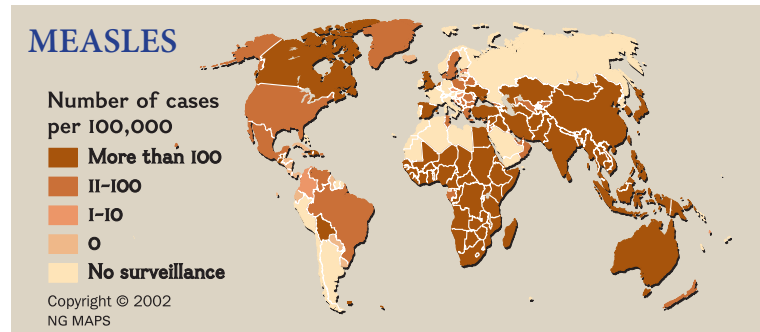 MEASLES
Number of cases
per 100,000
More than 100
11-100
1-10
0
No surveillance
Copyright © 2002
NG MAPS